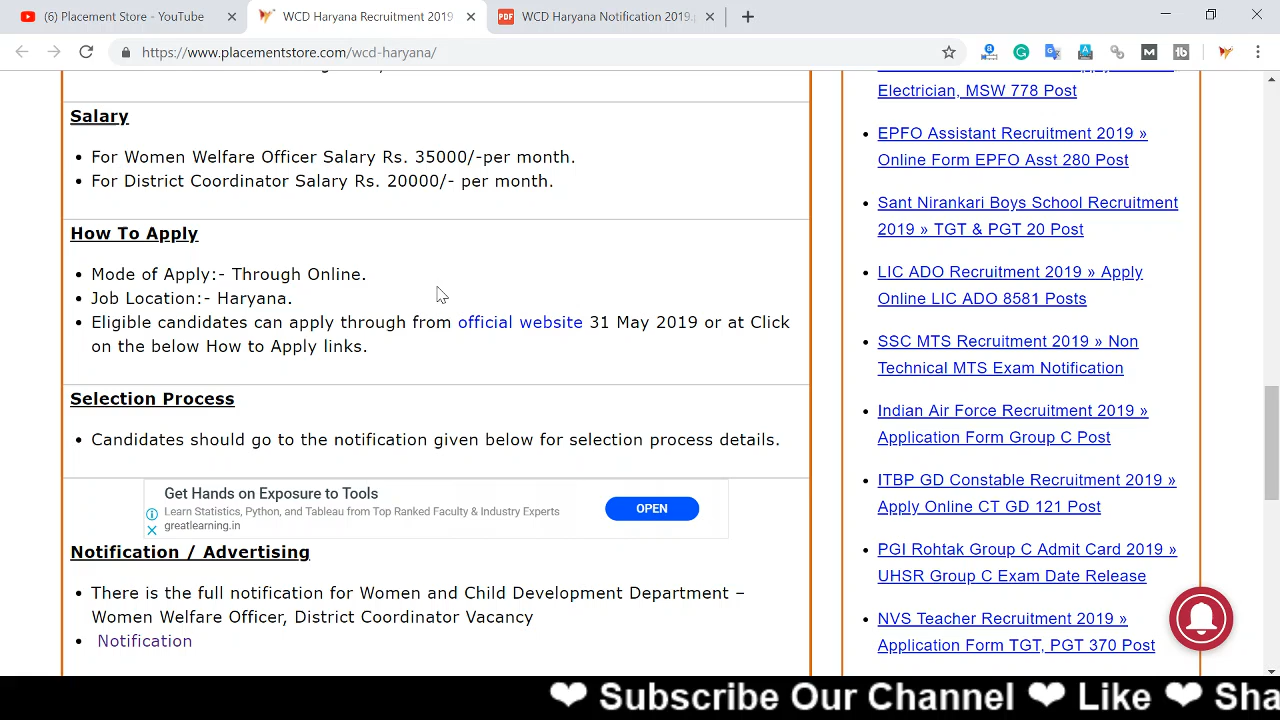 (6) Placement Store - YouTube
WCD Haryana Recruitment 2019
PDF
WCD Haryana Notification 2019.
https://www.placementstore.com/wcd-haryana/
Salary
For Women Welfare Officer Salary Rs. 35000/-per month.
For District Coordinator Salary Rs. 20000/- per month.
How To Apply
Mode of Apply:- Through Online.
Job Location:- Haryana.
Eligible candidates can apply through from official website 31 May 2019 or at Click
on the below How to Apply links.
Selection Process
Candidates should go to the notification given below for selection process details.
Get Hands on Exposure to Tools
Learn Statistics, Python, and Tableau from Top Ranked Faculty & Industry Experts
greatlearning.in
OPEN
Notification / Advertising
There is the full notification for Women and Child Development Department –
Women Welfare Officer, District Coordinator Vacancy
Notification
Electrician, MSW 778 Post
EPFO Assistant Recruitment 2019 »
Online Form EPFO Asst 280 Post
Sant Nirankari Boys School Recruitment
2019 » TGT & PGT 20 Post
LIC ADO Recruitment 2019 » Apply
Online LIC ADO 8581 Posts
SSC MTS Recruitment 2019 » Non
Technical MTS Exam Notification
Indian Air Force Recruitment 2019 »
Application Form Group C Post
ITBP GD Constable Recruitment 2019 »
Apply Online CT GD 121 Post
PGI Rohtak Group C Admit Card 2019 »
UHSR Group C Exam Date Release
NVS Teacher Recruitment 2019 »
Application Form TGT, PGT 370 Post
❤ Subscribe Our Channel ❤ Like ❤ Sha